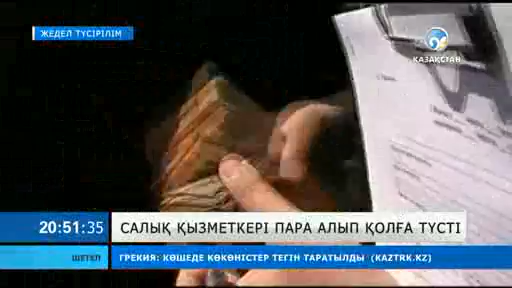 ЖЕДЕЛ ТҮСІРІЛІМ
ҚАЗАҚСТАН
20:51:35
САЛЫҚ ҚЫЗМЕТКЕРІ ПАРА АЛЫП ҚОЛҒА ТҮСТІ
ШЕТЕЛ
ГРЕКИЯ: КӨШЕДЕ КӨКӨНІСТЕР ТЕГІН ТАРАТЫЛДЫ (KAZTRK.KZ)